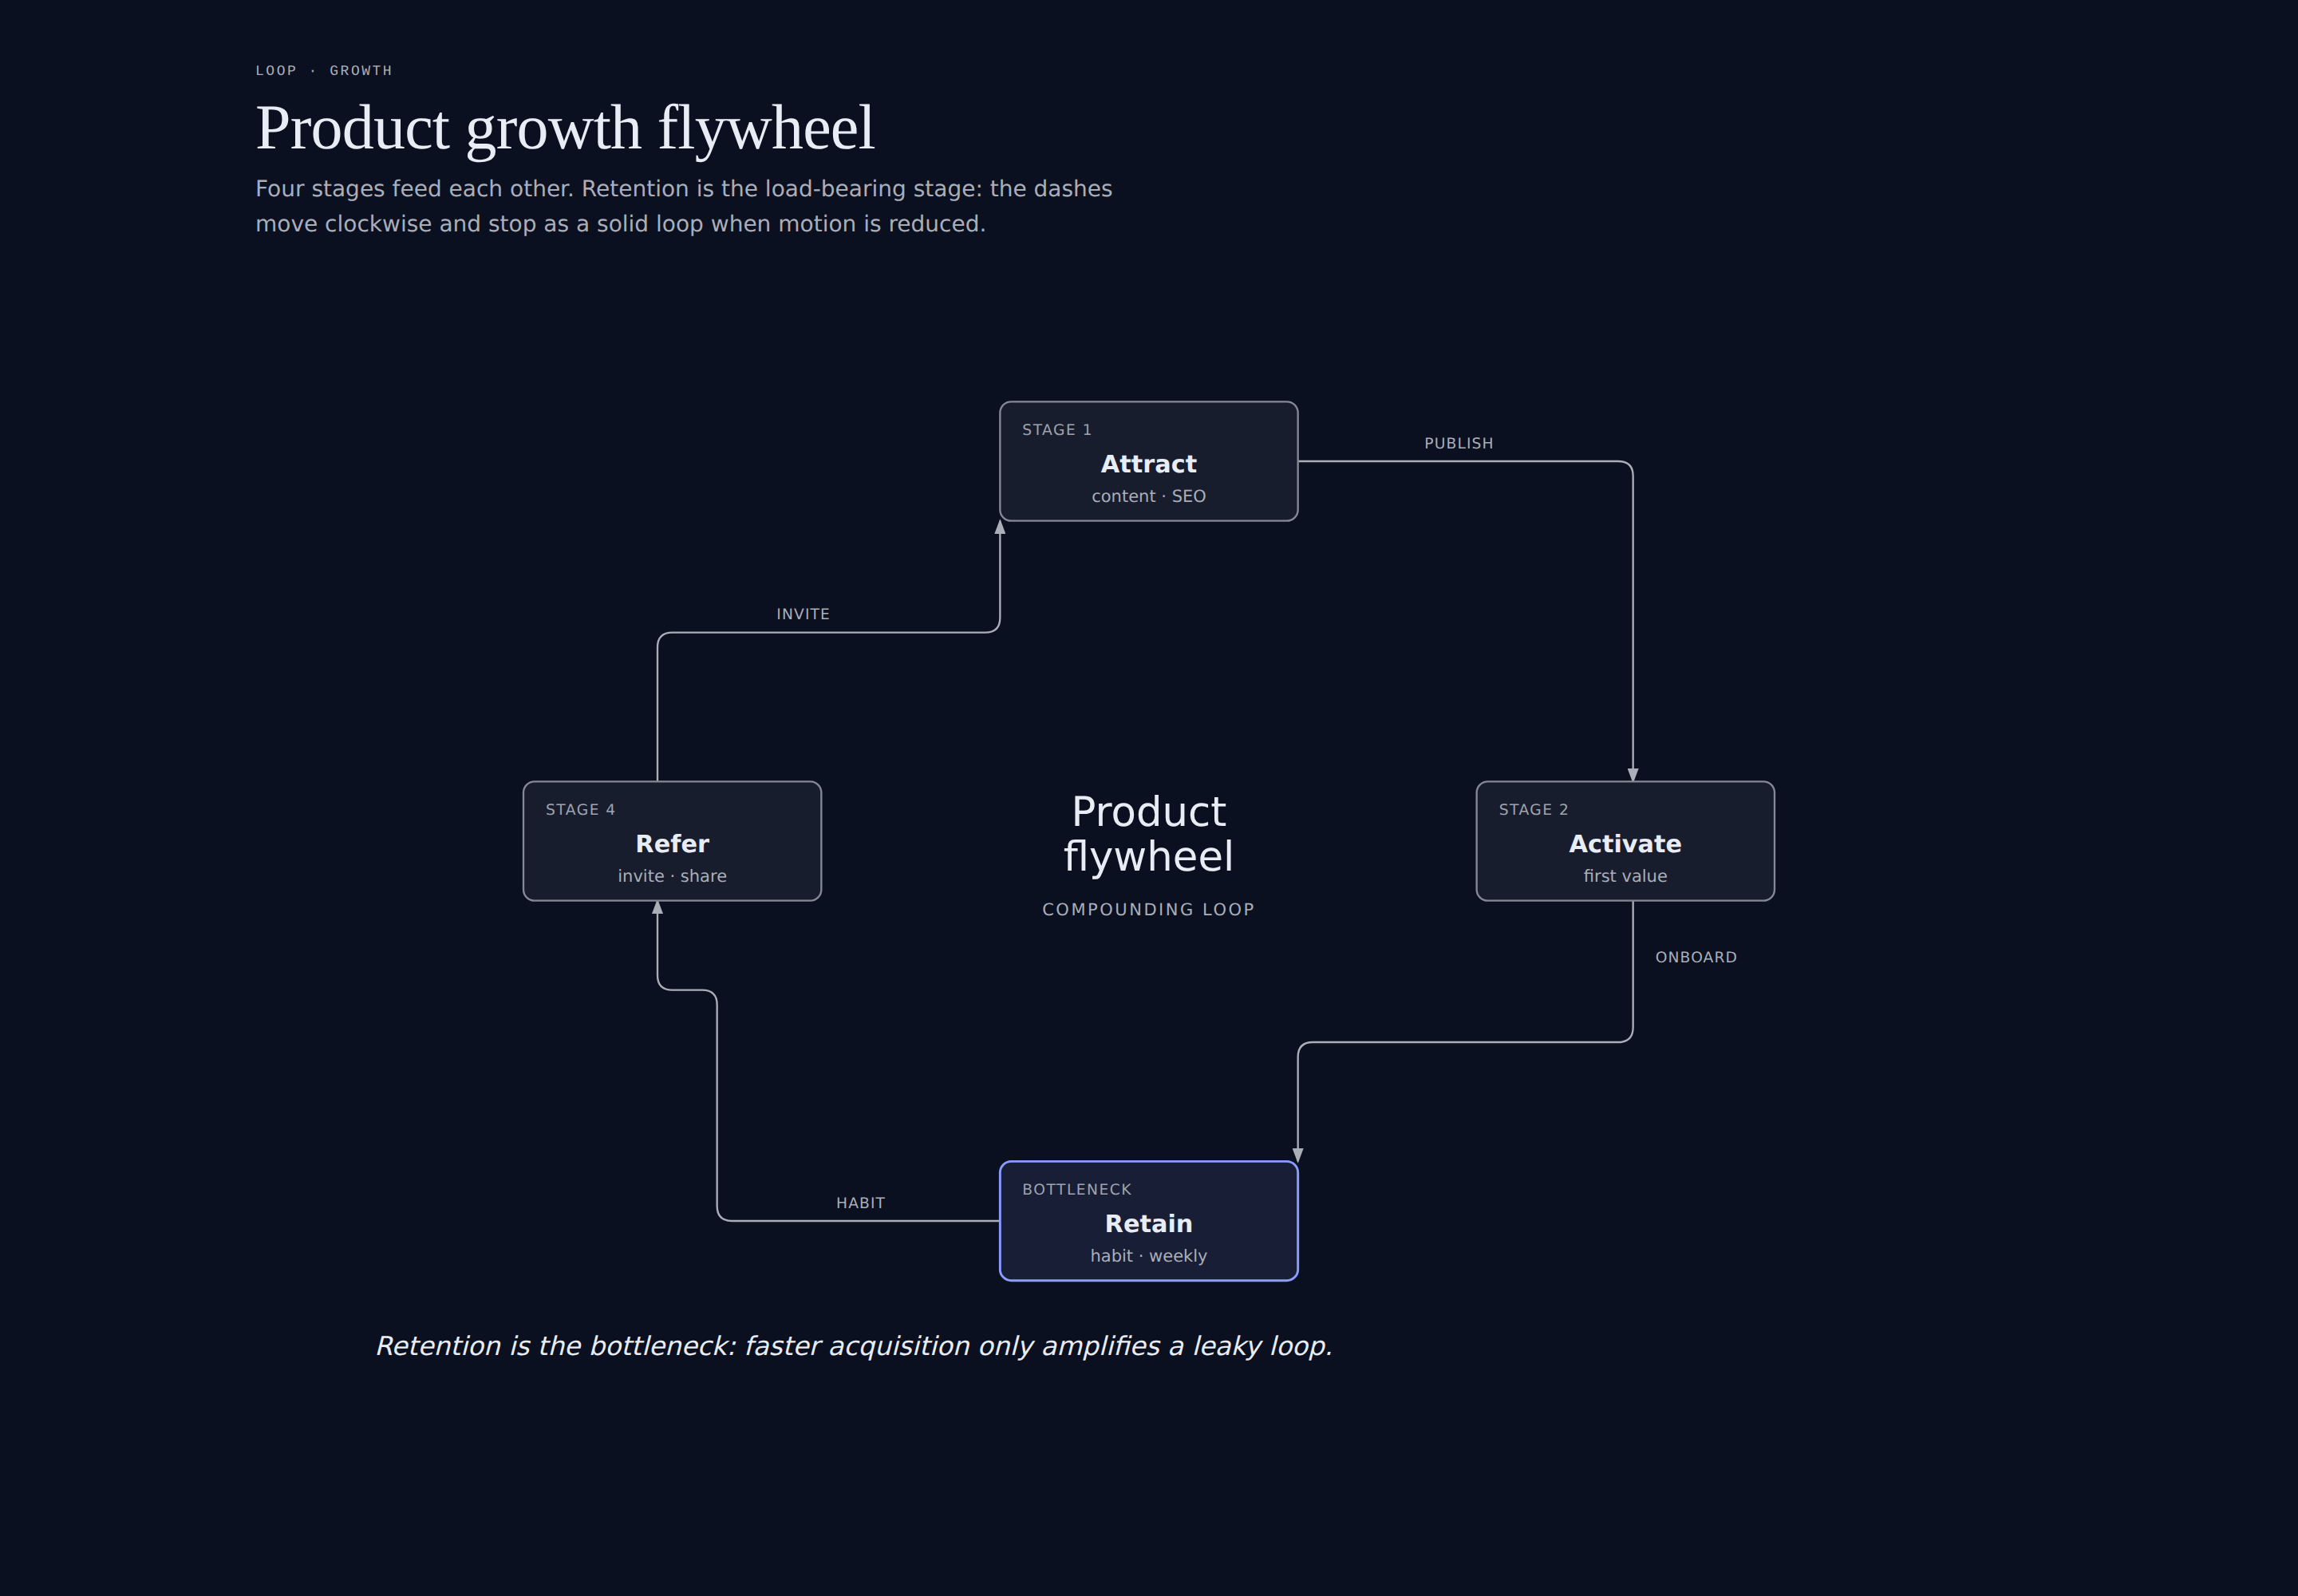 LOOP · GROWTH
Product growth flywheel
Four stages feed each other. Retention is the load-bearing stage: the dashes
move clockwise and stop as a solid loop when motion is reduced.
STAGE 1
Attract
content · SEO
PUBLISH
INVITE
STAGE 4
Refer
invite · share
Product
flywheel
COMPOUNDING LOOP
STAGE 2
Activate
first value
ONBOARD
HABIT
BOTTLENECK
Retain
habit · weekly
Retention is the bottleneck: faster acquisition only amplifies a leaky loop.